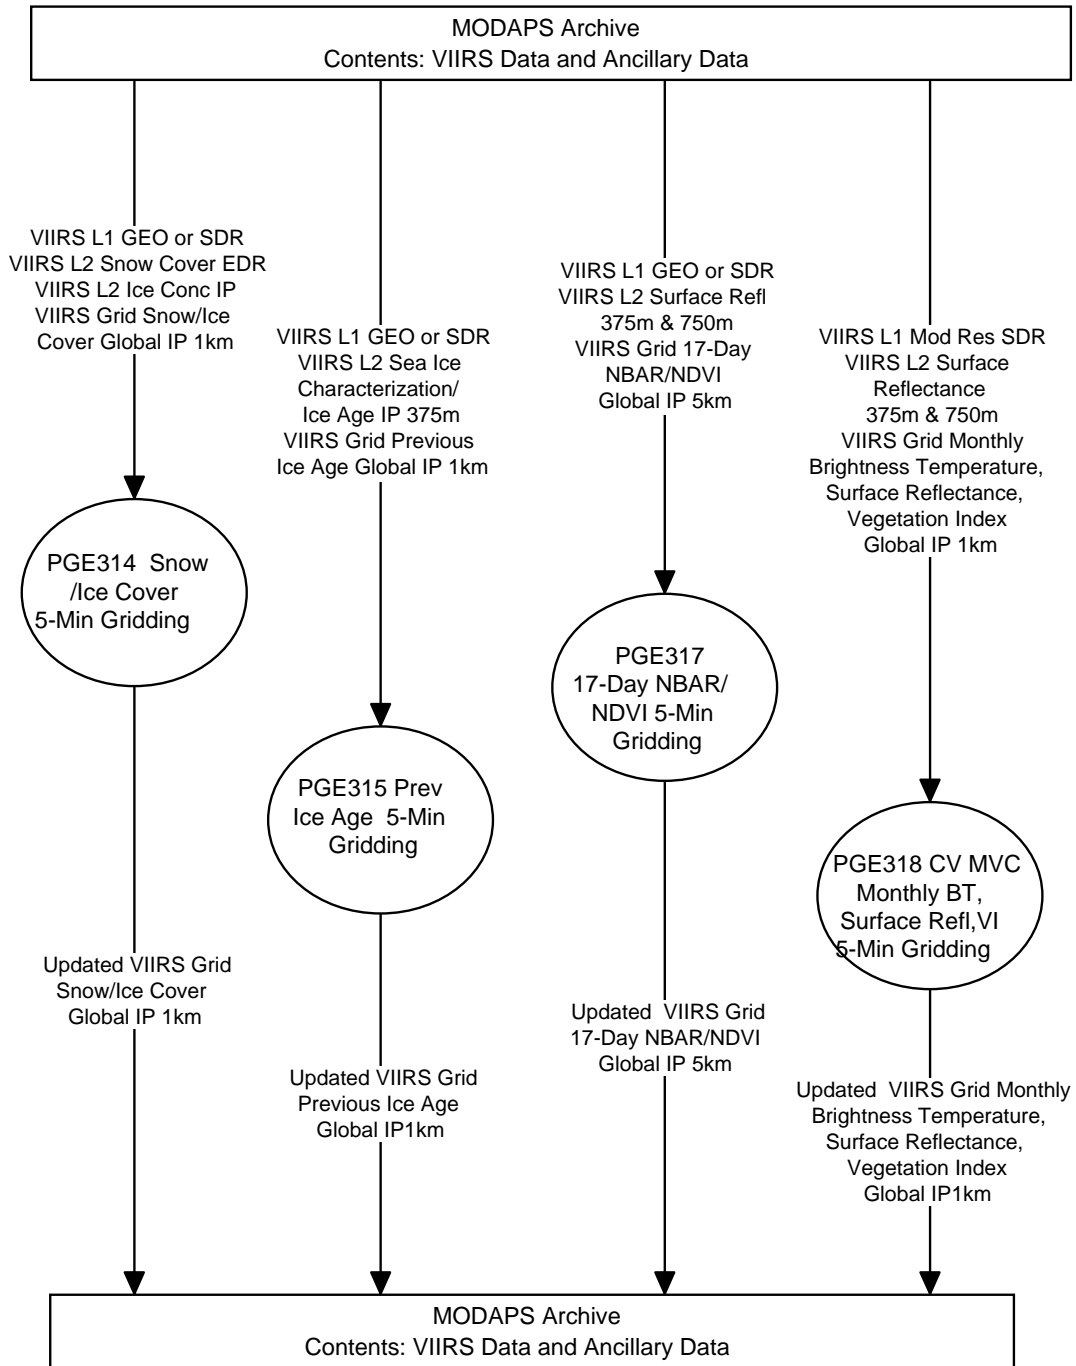 MODAPS Archive
Contents: VIIRS Data and Ancillary Data
VIIRS L1 GEO or SDR
VIIRS L2 Snow Cover EDR
VIIRS L2 Ice Conc IP
VIIRS Grid Snow/Ice
Cover Global IP 1km
VIIRS L1 GEO or SDR
VIIRS L2 Sea Ice
Characterization/
Ice Age IP 375m
VIIRS Grid Previous
Ice Age Global IP 1km
VIIRS L1 GEO or SDR
VIIRS L2 Surface Refl
375m & 750m
VIIRS Grid 17-Day
NBAR/NDVI
Global IP 5km
VIIRS L1 Mod Res SDR
VIIRS L2 Surface
Reflectance
375m & 750m
VIIRS Grid Monthly
Brightness Temperature,
Surface Reflectance,
Vegetation Index
Global IP 1km
PGE314 Snow
/Ice Cover
5-Min Gridding
PGE315 Prev
Ice Age 5-Min
Gridding
PGE317
17-Day NBAR/
NDVI 5-Min
Gridding
PGE318 CV MVC
Monthly BT,
Surface Refl,VI
5-Min Gridding
Updated VIIRS Grid
Snow/Ice Cover
Global IP 1km
Updated VIIRS Grid
Previous Ice Age
Global IP1km
Updated VIIRS Grid
17-Day NBAR/NDVI
Global IP 5km
Updated VIIRS Grid Monthly
Brightness Temperature,
Surface Reflectance,
Vegetation Index
Global IP1km
MODAPS Archive
Contents: VIIRS Data and Ancillary Data